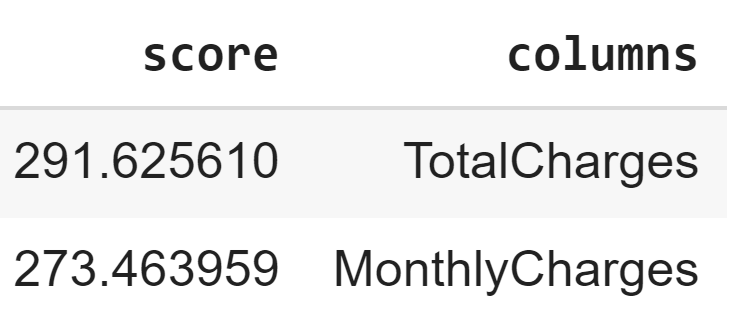 score columns
291.625610 TotalCharges
273.463959 MonthlyCharges